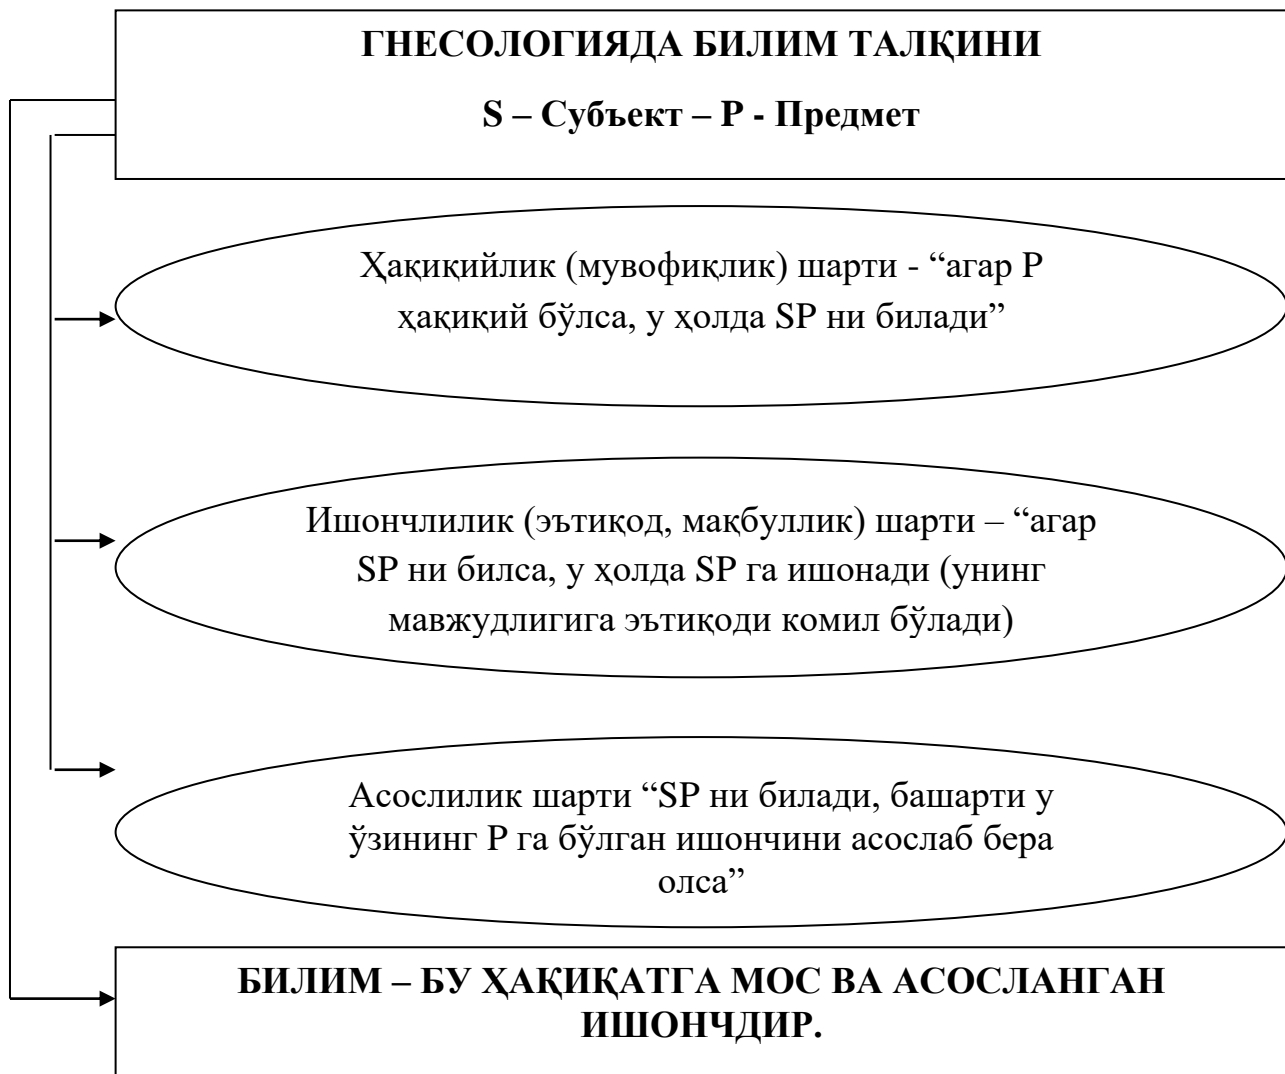 ГНЕСОЛОГИЯДА БИЛИМ ТАЛҚИНИ
S – Субъект – P - Предмет
Ҳақиқийлик (мувофиқлик) шарти - “агар P
ҳақиқий бўлса, у ҳолда SP ни билади”
Ишончлилик (эътиқод, мақбуллик) шарти – “агар
SP ни билса, у ҳолда SP га ишонади (унинг
мавжудлигига эътиқоди комил бўлади)
Асослилик шарти “SP ни билади, башарти у
ўзининг P га бўлган ишончини асослаб бера
олса”
БИЛИМ – БУ ҲАҚИҚАТГА МОС ВА АСОСЛАНГАН
ИШОНЧДИР.